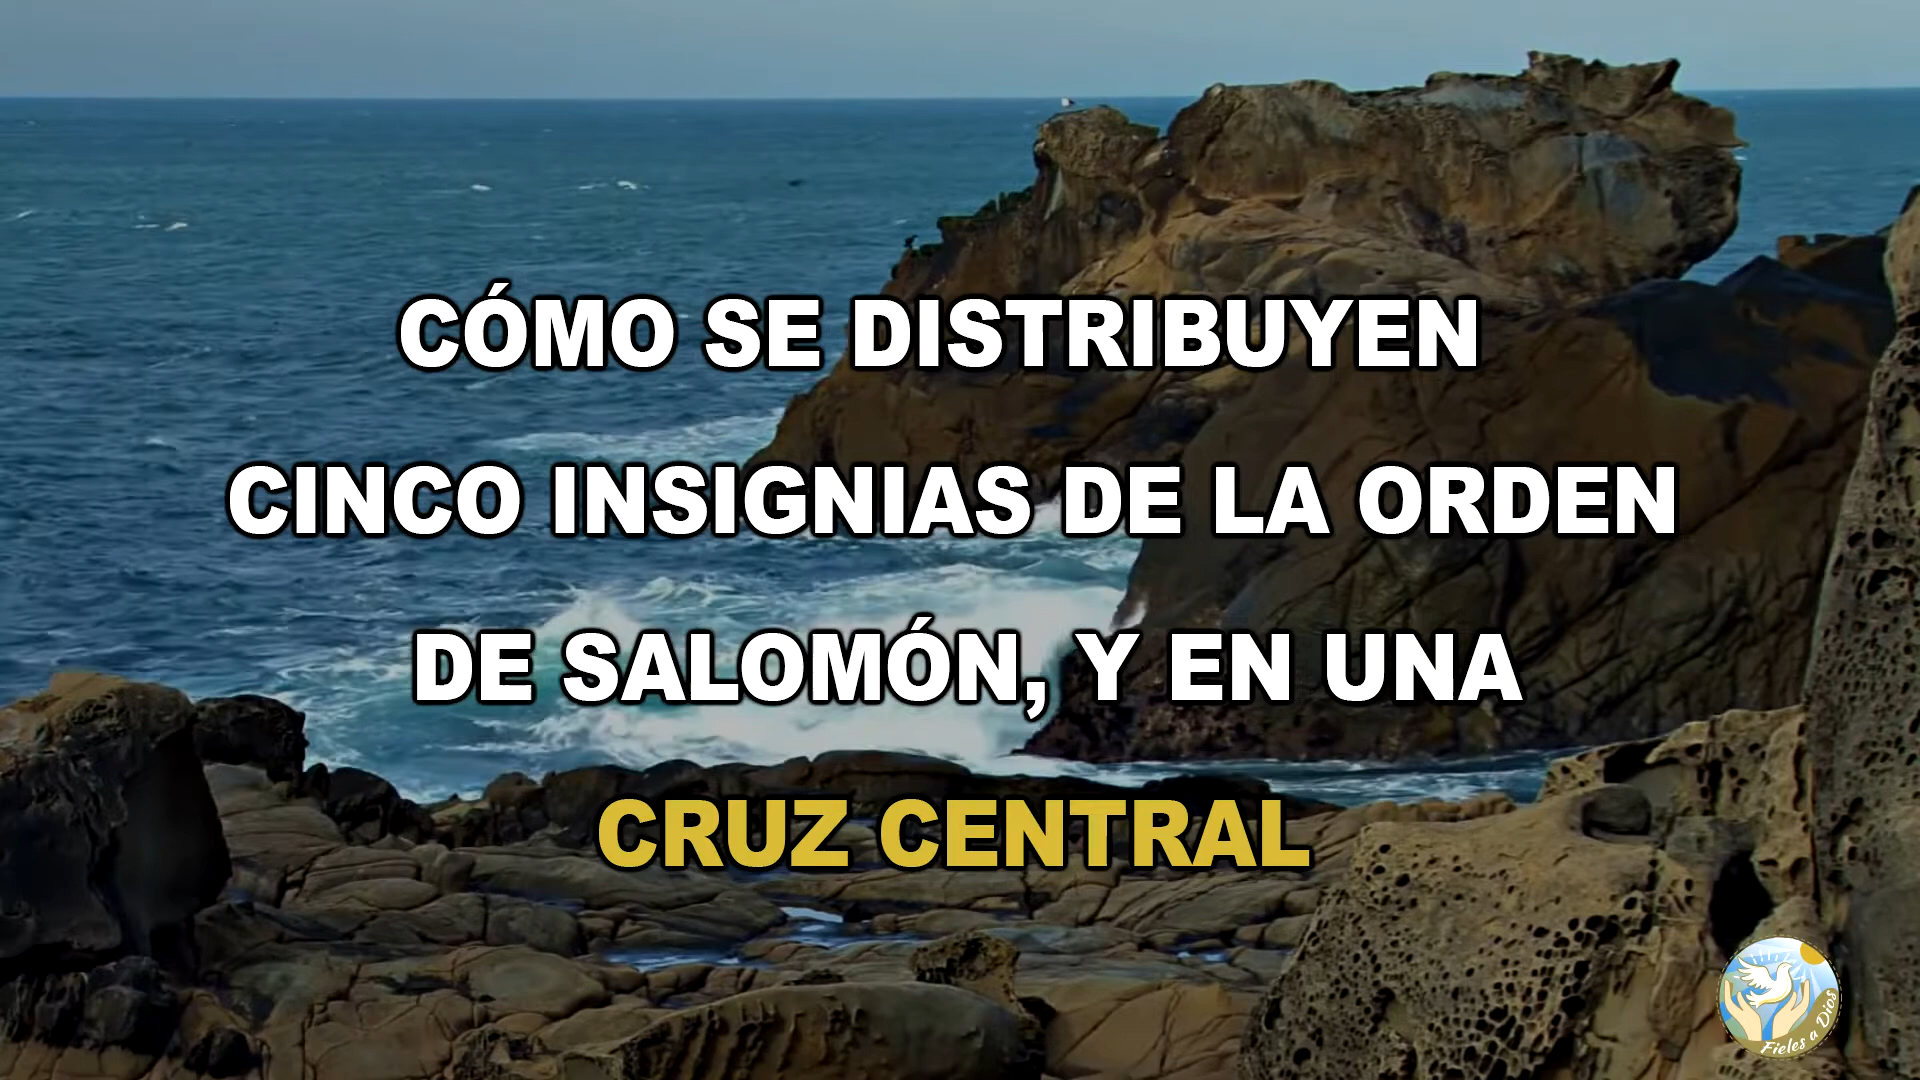 CÓMO SE DISTRIBUYEN
CINCO INSIGNIAS DE LA ORDEN
DE SALOMÓN, Y EN UNA
CRUZ CENTRAL
Fieles a Dios